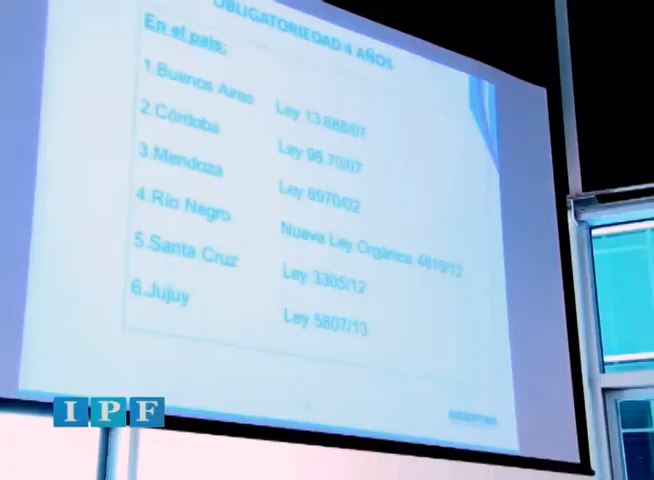 OBLIGATORIEDAD 4 AÑOS
En el país:
1.Buenos Aires Ley 13.688/07
2.Córdoba Ley 98.70/07
3.Mendoza Ley 6970/02
4.Río Negro Nueva Ley Orgánica 4819/12
5.Santa Cruz Ley 3305/12
6.Jujuy Ley 5807/13
IPF